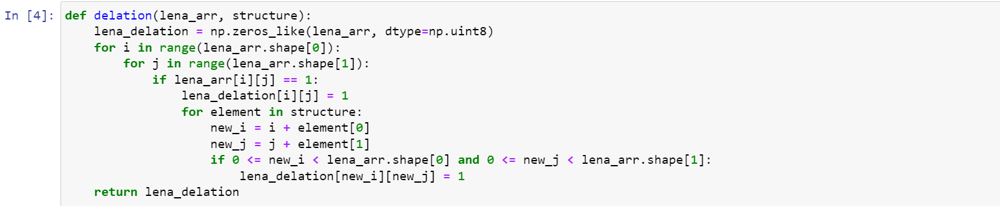 In [4]: def delation(lena_arr, structure):
    lena_delation = np.zeros_like(lena_arr, dtype=np.uint8)
    for i in range(lena_arr.shape[0]):
        for j in range(lena_arr.shape[1]):
            if lena_arr[i][j] == 1:
                lena_delation[i][j] = 1
                for element in structure:
                    new_i = i + element[0]
                    new_j = j + element[1]
                    if 0 <= new_i < lena_arr.shape[0] and 0 <= new_j < lena_arr.shape[1]:
                        lena_delation[new_i][new_j] = 1
    return lena_delation